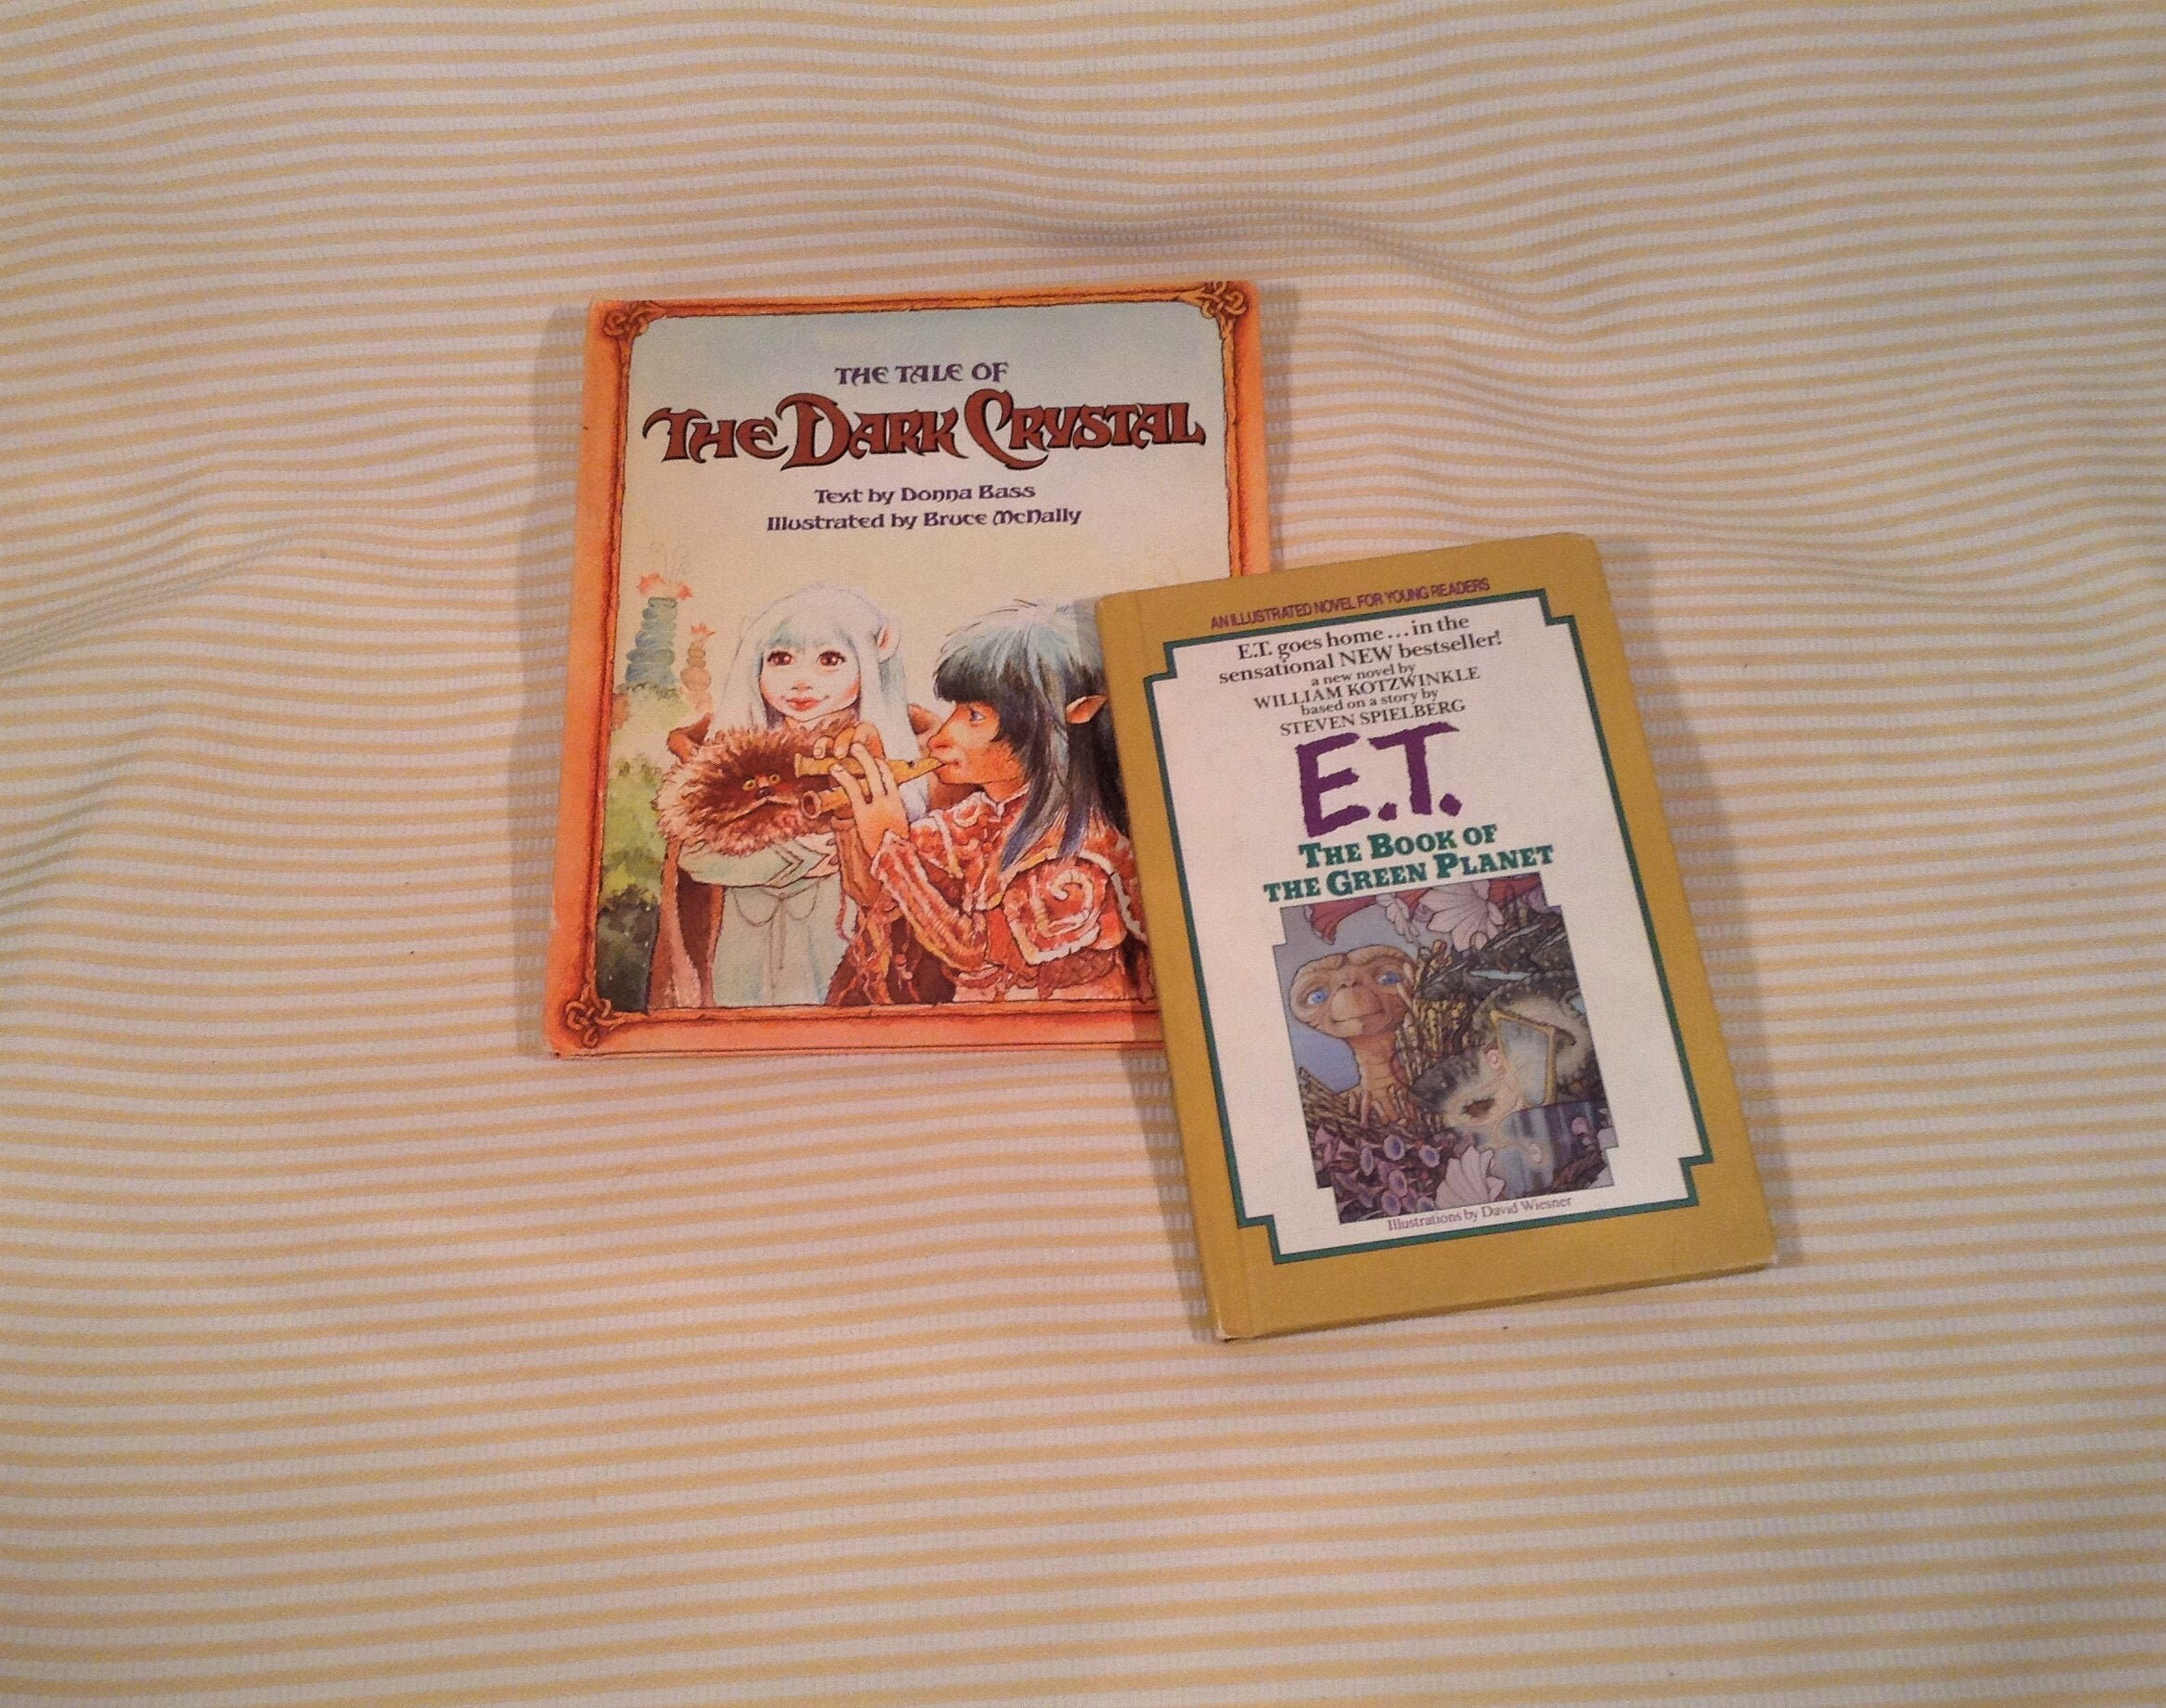 THE TALE OF
THE DARK CRYSTAL
Text by Donna Bass
Illustrated by Bruce McNally
AN ILLUSTRATED NOVEL FOR YOUNG READERS
E.T. goes home...in the
sensational NEW bestseller!
a new novel by
WILLIAM KOTZWINKLE
based on a story by
STEVEN SPIELBERG
E.T.
THE BOOK OF
THE GREEN PLANET
Illustrations by David Wiesner